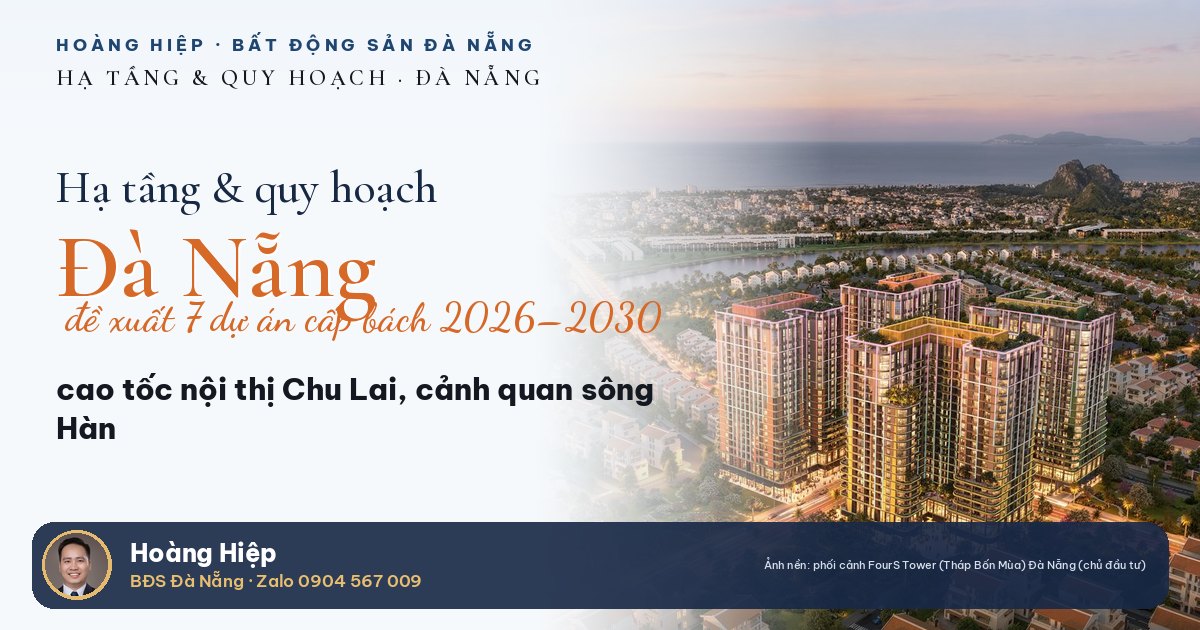 HOÀNG HIỆP · BẤT ĐỘNG SẢN ĐÀ NẴNG
HẠ TẦNG & QUY HOẠCH · ĐÀ NẴNG
Hạ tầng & quy hoạch
Đà Nẵng
đề xuất 7 dự án cấp bách 2026–2030
cao tốc nội thị Chu Lai, cảnh quan sông
Hàn
Hoàng Hiệp
BĐS Đà Nẵng · Zalo 0904 567 009
Ảnh nền: phối cảnh FourS Tower (Tháp Bốn Mùa) Đà Nẵng (chủ đầu tư)